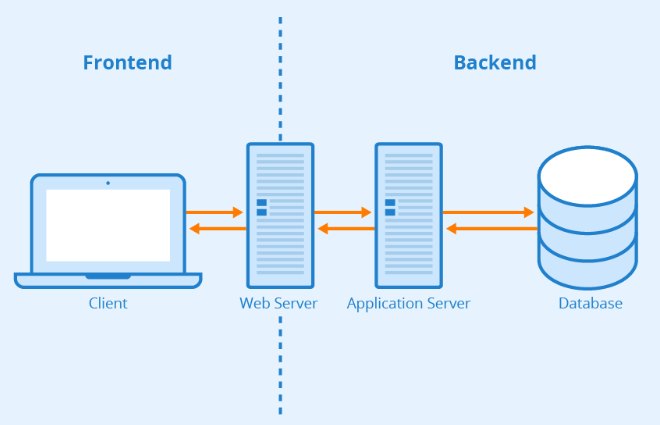 Frontend
Backend
Client
Web Server
Application Server
Database